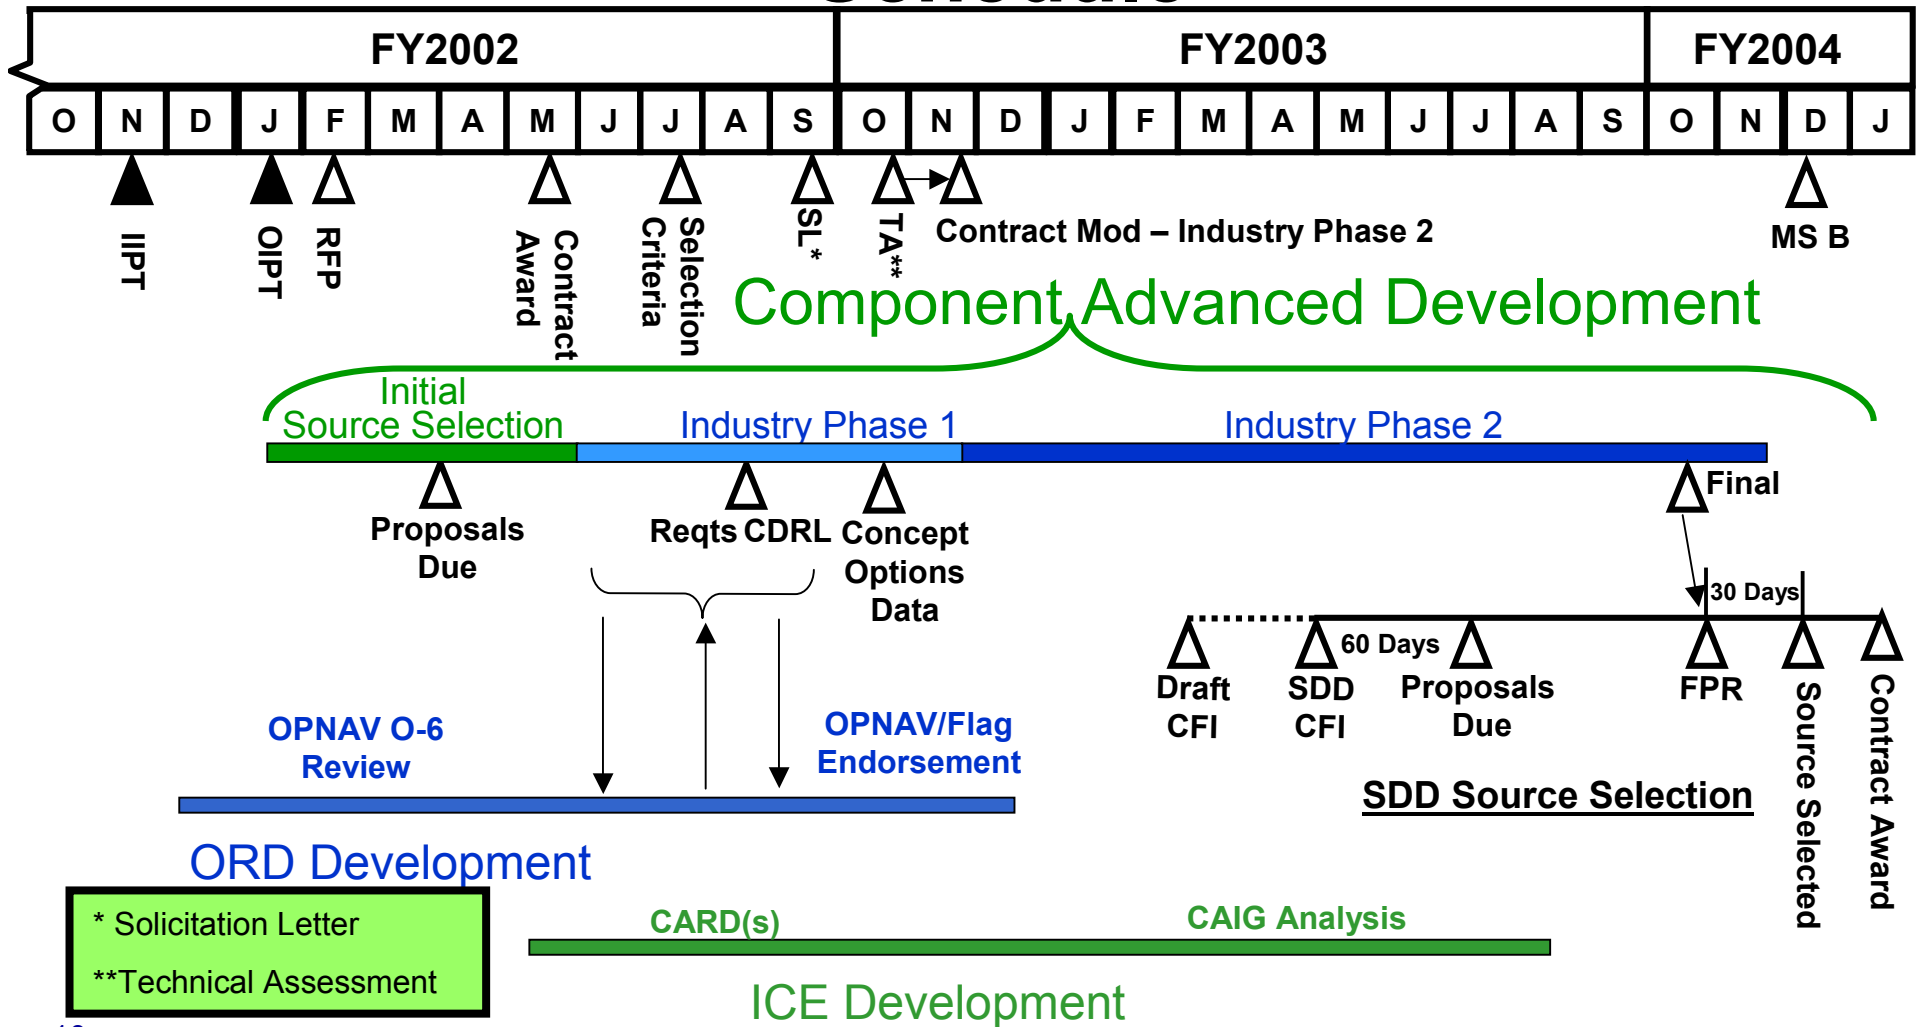 Schedule
FY2002 FY2003 FY2004
O N D J F M A M J J A S O N D J F M A M J J A S O N D J
IIPT
OIPT
RFP
Contract
Award
Selection
Criteria
SL*
TA**
Contract Mod – Industry Phase 2
MS B
Component Advanced Development
Initial
Source Selection
Industry Phase 1
Industry Phase 2
Proposals
Due
Reqts CDRL
Concept
Options
Data
Final
30 Days
60 Days
Draft
CFI
SDD
CFI
Proposals
Due
FPR
Source Selected
Contract Award
SDD Source Selection
OPNAV O-6
Review
OPNAV/Flag
Endorsement
ORD Development
* Solicitation Letter
**Technical Assessment
CARD(s)
CAIG Analysis
ICE Development